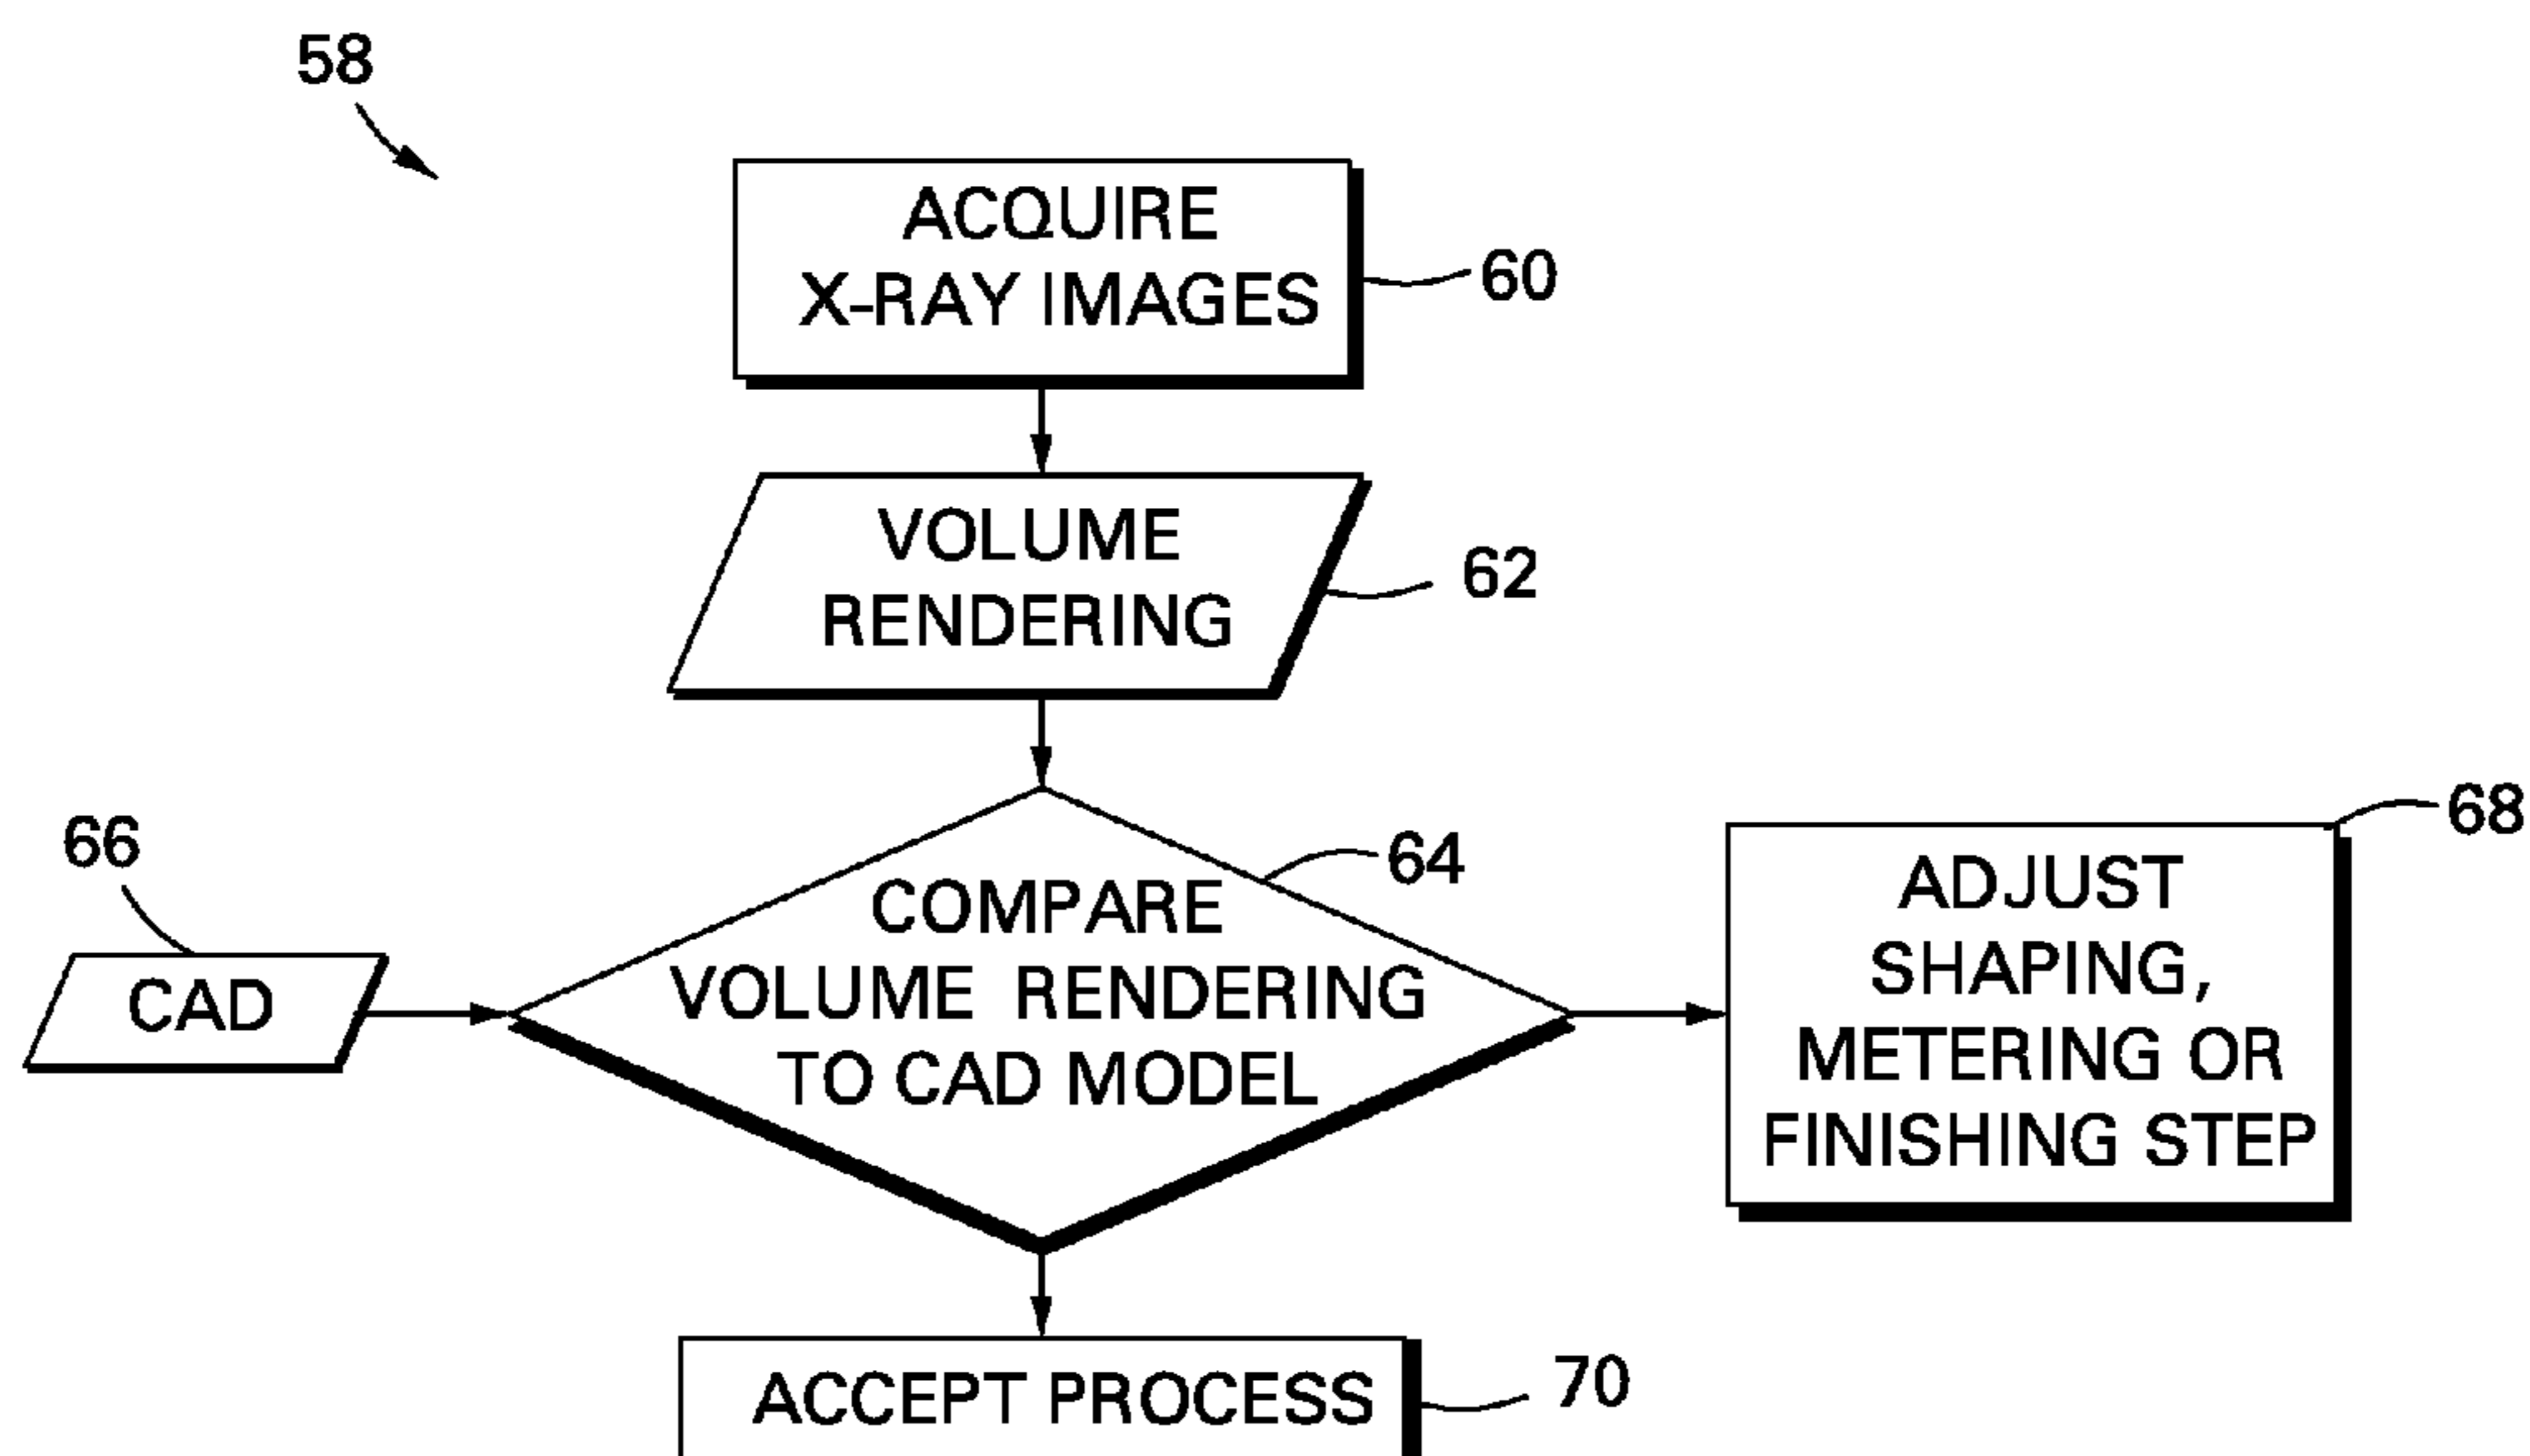 58
ACQUIRE
X-RAY IMAGES
60
VOLUME
RENDERING
62
66
CAD
64
COMPARE
VOLUME RENDERING
TO CAD MODEL
68
ADJUST
SHAPING,
METERING OR
FINISHING STEP
ACCEPT PROCESS
70